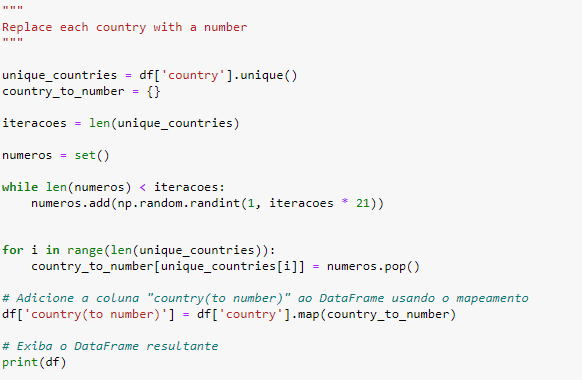 """
Replace each country with a number
"""
unique_countries = df['country'].unique()
country_to_number = {}
iteracoes = len(unique_countries)
numeros = set()
while len(numeros) < iteracoes:
    numeros.add(np.random.randint(1, iteracoes * 21))
for i in range(len(unique_countries)):
    country_to_number[unique_countries[i]] = numeros.pop()
# Adicione a coluna "country(to number)" ao DataFrame usando o mapeamento
df['country(to number)'] = df['country'].map(country_to_number)
# Exiba o DataFrame resultante
print(df)